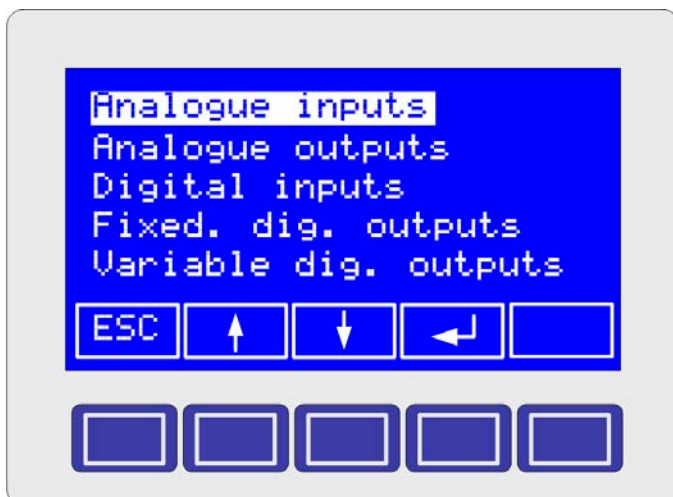 Analogue inputs
Analogue outputs
Digital inputs
Fixed. dig. outputs
Variable dig. outputs
ESC